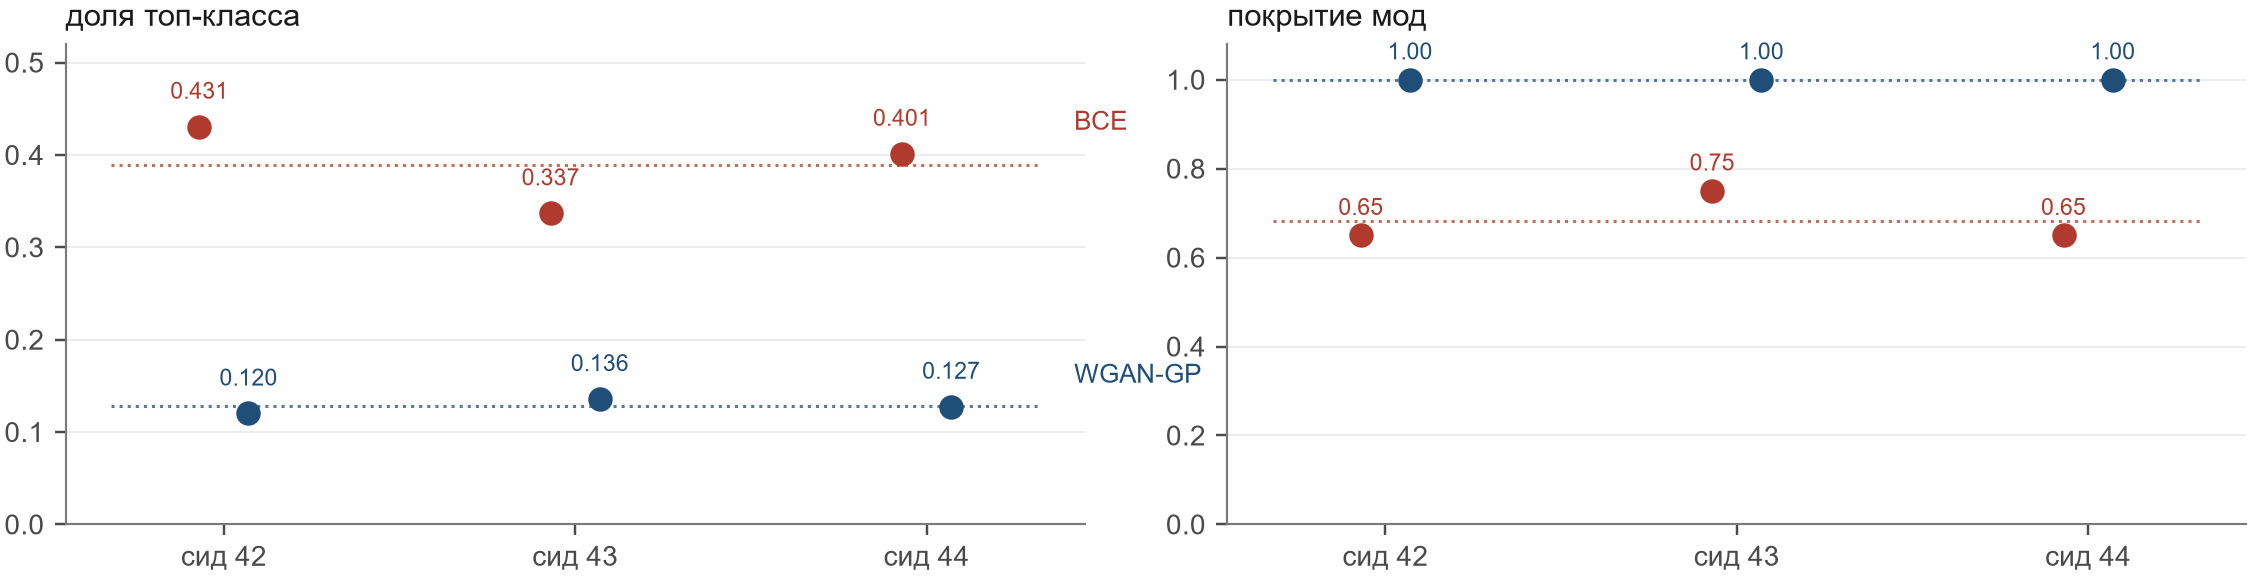 доля топ-класса
0.5
0.4
0.3
0.2
0.1
0.0
0.431
0.337
0.401
BCE
0.120
0.136
0.127
WGAN-GP
сид 42
сид 43
сид 44
покрытие мод
1.0
0.8
0.6
0.4
0.2
0.0
1.00
1.00
1.00
0.65
0.75
0.65
сид 42
сид 43
сид 44